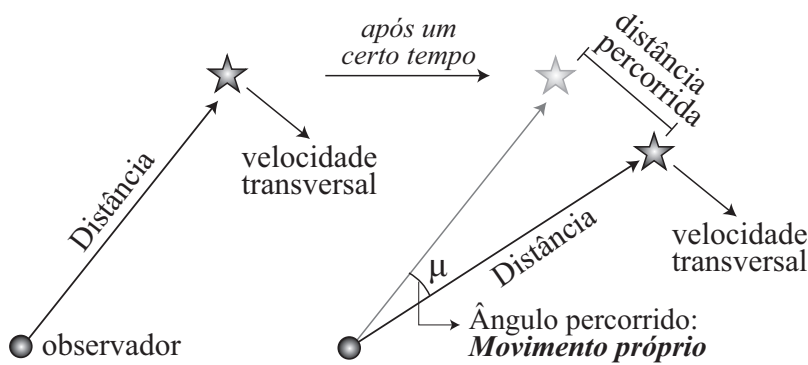 após um
certo tempo
distância
percorrida
Distância
velocidade
transversal
observador
μ
Distância
velocidade
transversal
Ângulo percorrido:
Movimento próprio